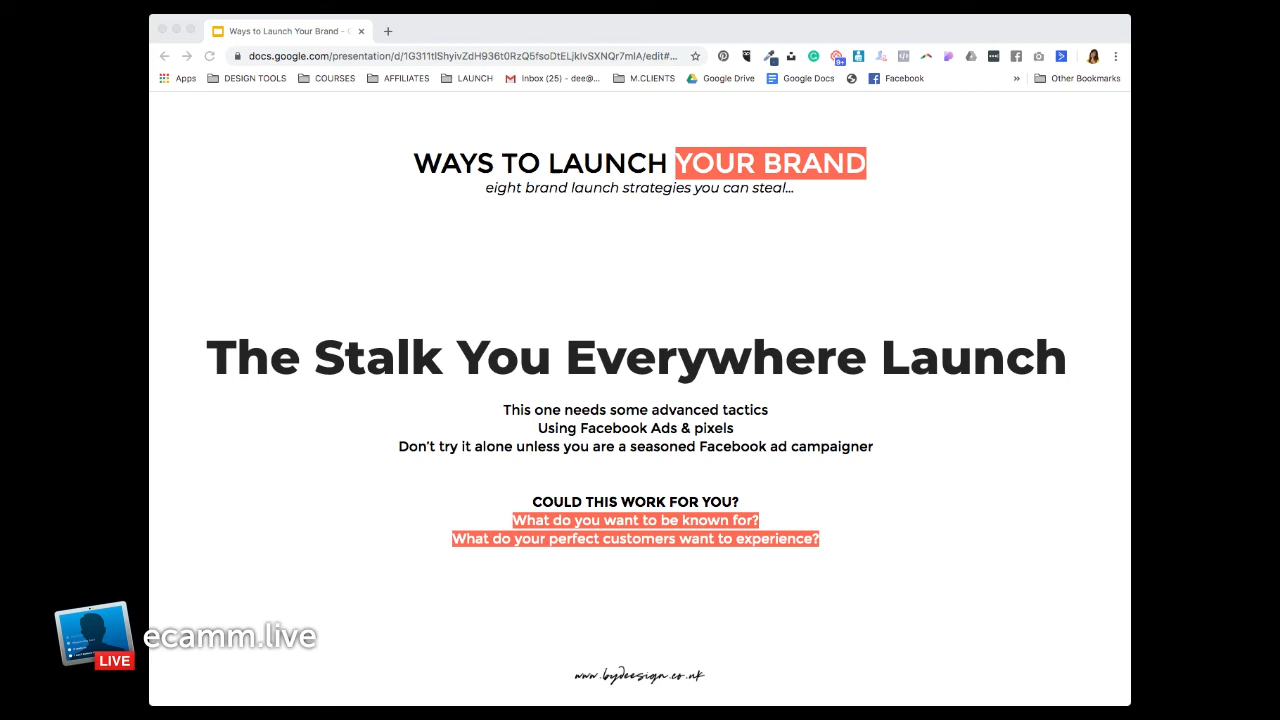 Ways to Launch Your Brand - G
docs.google.com/presentation/d/1G311tlShyivZdH936t0RzQ5fsoDtELjkIvSXNQr7mIA/edit#...
Apps DESIGN TOOLS COURSES AFFILIATES LAUNCH Inbox (25) - dee@... M.CLIENTS Google Drive Google Docs Facebook » Other Bookmarks
WAYS TO LAUNCH YOUR BRAND
eight brand launch strategies you can steal...
The Stalk You Everywhere Launch
This one needs some advanced tactics
Using Facebook Ads & pixels
Don't try it alone unless you are a seasoned Facebook ad campaigner
COULD THIS WORK FOR YOU?
What do you want to be known for?
What do your perfect customers want to experience?
ecamm.live
LIVE
www.bydeesign.co.uk